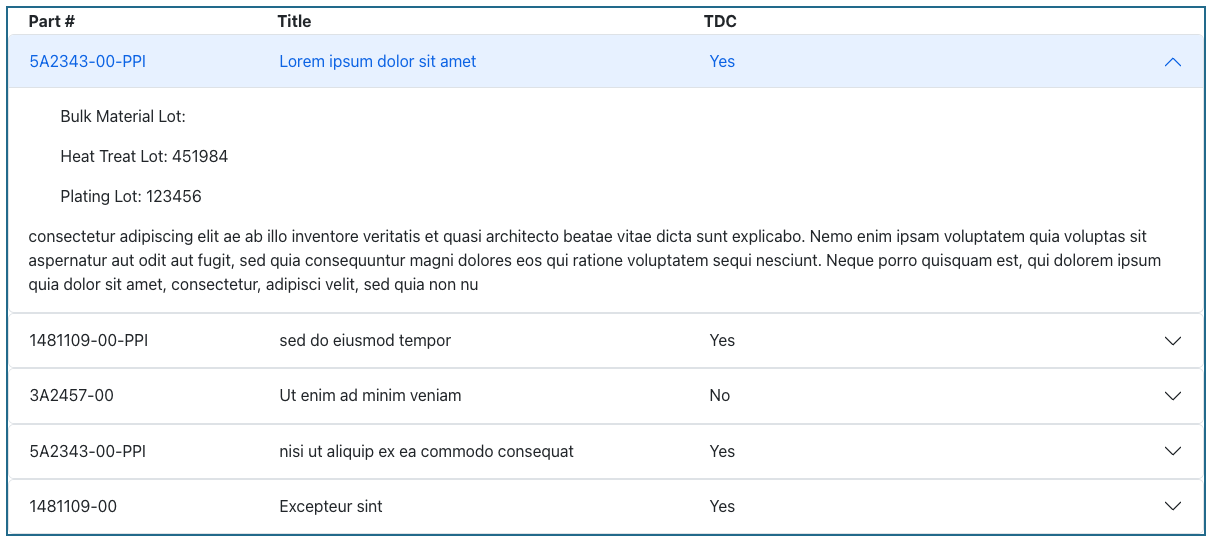 Part # Title TDC
5A2343-00-PPI Lorem ipsum dolor sit amet Yes
Bulk Material Lot:
Heat Treat Lot: 451984
Plating Lot: 123456
consectetur adipiscing elit ae ab illo inventore veritatis et quasi architecto beatae vitae dicta sunt explicabo. Nemo enim ipsam voluptatem quia voluptas sit
aspernatur aut odit aut fugit, sed quia consequuntur magni dolores eos qui ratione voluptatem sequi nesciunt. Neque porro quisquam est, qui dolorem ipsum
quia dolor sit amet, consectetur, adipisci velit, sed quia non nu
1481109-00-PPI sed do eiusmod tempor Yes
3A2457-00 Ut enim ad minim veniam No
5A2343-00-PPI nisi ut aliquip ex ea commodo consequat Yes
1481109-00 Excepteur sint Yes